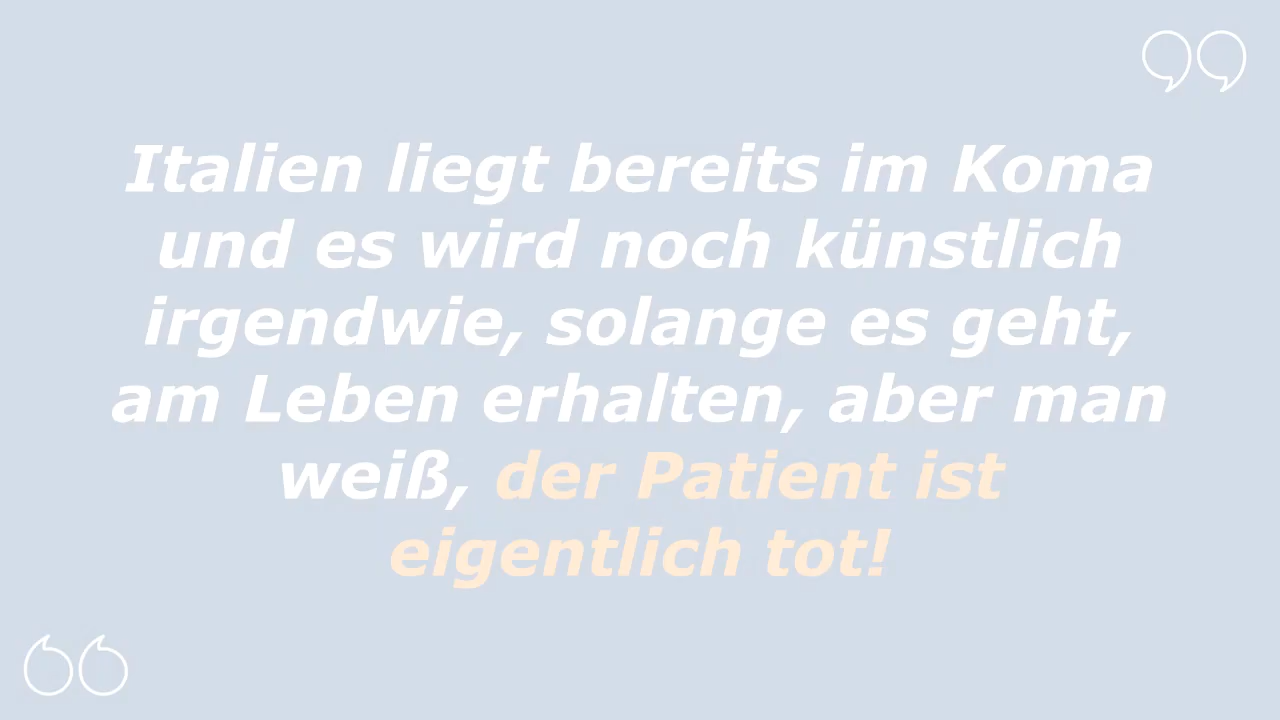 Italien liegt bereits im Koma
und es wird noch künstlich
irgendwie, solange es geht,
am Leben erhalten, aber man
weiß, der Patient ist
eigentlich tot!